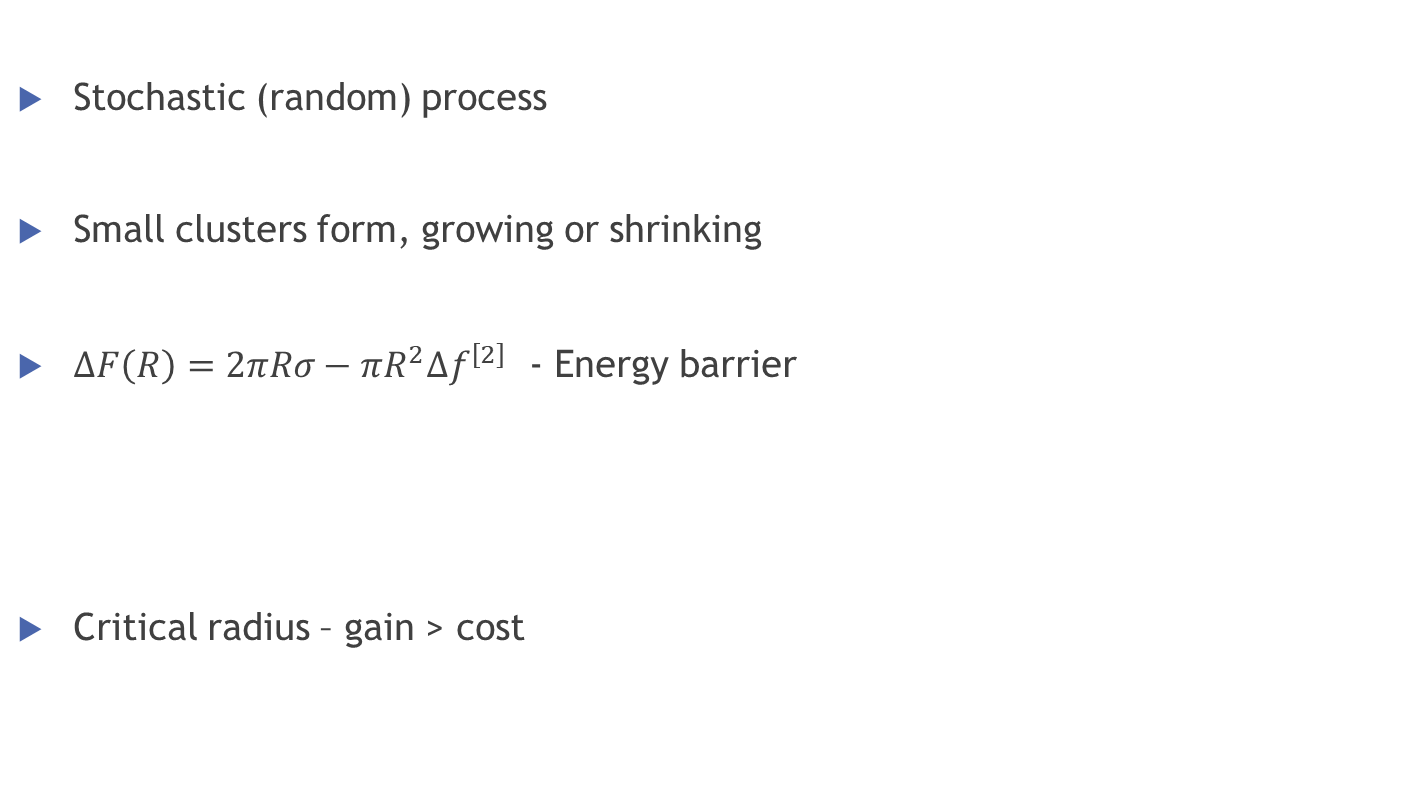 Stochastic (random) process
Small clusters form, growing or shrinking
ΔF(R) = 2πRσ − πR²Δf^[2] - Energy barrier
Critical radius – gain > cost